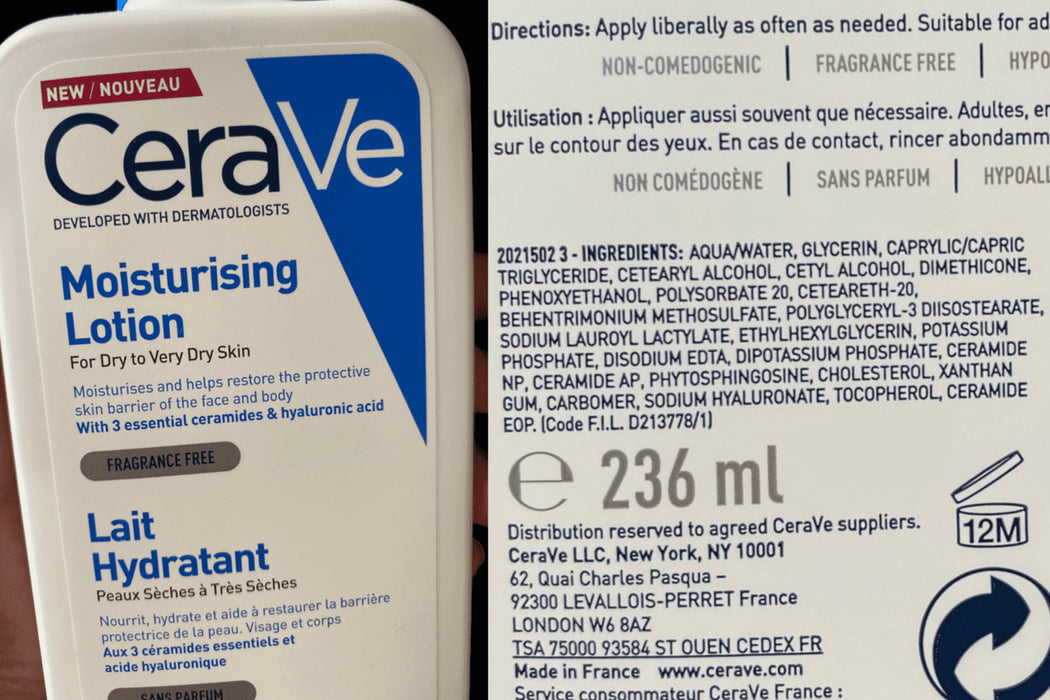 NEW / NOUVEAU
CeraVe
DEVELOPED WITH DERMATOLOGISTS
Moisturising
Lotion
For Dry to Very Dry Skin
Moisturises and helps restore the protective
skin barrier of the face and body
With 3 essential ceramides & hyaluronic acid
FRAGRANCE FREE
Lait
Hydratant
Peaux Sèches à Très Sèches
Nourrit, hydrate et aide à restaurer la barrière
protectrice de la peau. Visage et corps
Aux 3 céramides essentiels et
acide hyaluronique
SANS PARFUM
Directions: Apply liberally as often as needed. Suitable for ad
NON-COMEDOGENIC | FRAGRANCE FREE | HYPO
Utilisation : Appliquer aussi souvent que nécessaire. Adultes, en
sur le contour des yeux. En cas de contact, rincer abondamm
NON COMÉDOGÈNE | SANS PARFUM | HYPOALL
2021502 3 - INGREDIENTS: AQUA/WATER, GLYCERIN, CAPRYLIC/CAPRIC
TRIGLYCERIDE, CETEARYL ALCOHOL, CETYL ALCOHOL, DIMETHICONE,
PHENOXYETHANOL, POLYSORBATE 20, CETEARETH-20,
BEHENTRIMONIUM METHOSULFATE, POLYGLYCERYL-3 DIISOSTEARATE,
SODIUM LAUROYL LACTYLATE, ETHYLHEXYLGLYCERIN, POTASSIUM
PHOSPHATE, DISODIUM EDTA, DIPOTASSIUM PHOSPHATE, CERAMIDE
NP, CERAMIDE AP, PHYTOSPHINGOSINE, CHOLESTEROL, XANTHAN
GUM, CARBOMER, SODIUM HYALURONATE, TOCOPHEROL, CERAMIDE
EOP. (Code F.I.L. D213778/1)
e 236 ml
12M
Distribution reserved to agreed CeraVe suppliers.
CeraVe LLC, New York, NY 10001
62, Quai Charles Pasqua –
92300 LEVALLOIS-PERRET France
LONDON W6 8AZ
TSA 75000 93584 ST OUEN CEDEX FR
Made in France www.cerave.com
Service consommateur CeraVe France :